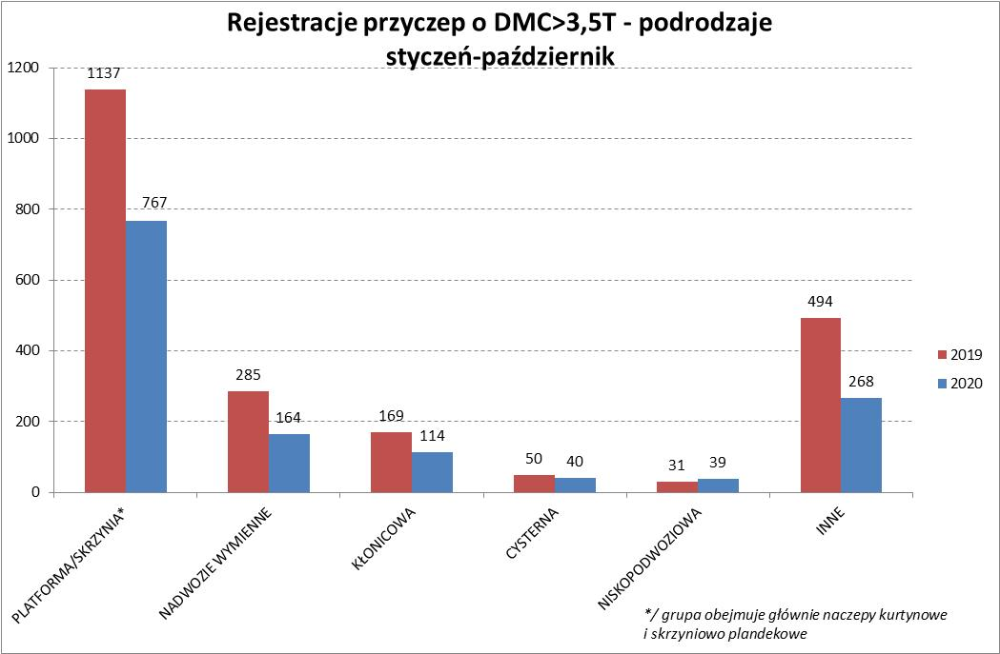 Rejestracje przyczep o DMC>3,5T - podrodzaje
styczeń-październik
1200
1000
800
600
400
200
0
1137
767
285
164
169
114
50
40
31
39
494
268
2019
2020
PLATFORMA/SKRZYNIA*
NADWOZIE WYMIENNE
KŁONICOWA
CYSTERNA
NISKOPODWOZIOWA
INNE
*/ grupa obejmuje głównie naczepy kurtynowe
i skrzyniowo plandekowe